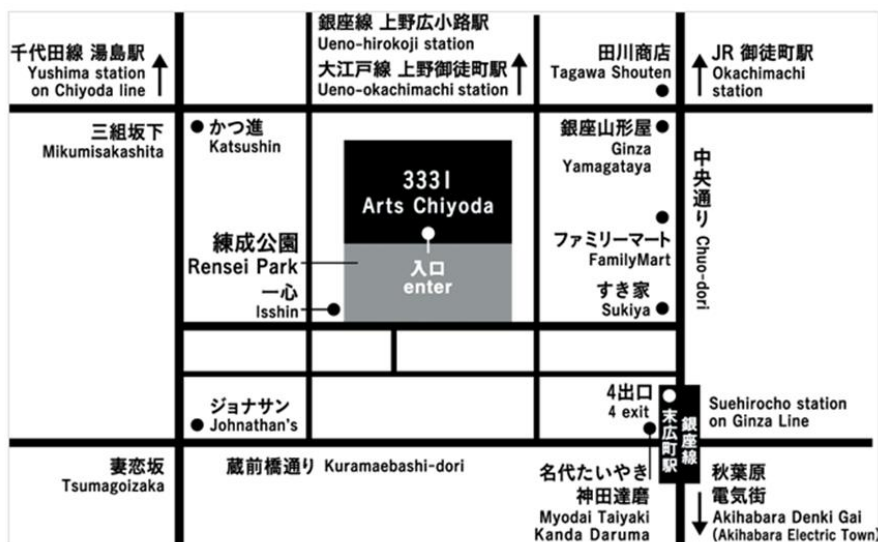 千代田線 湯島駅
Yushima station
on Chiyoda line
銀座線 上野広小路駅
Ueno-hirokoji station
大江戸線 上野御徒町駅
Ueno-okachimachi station
田川商店
Tagawa Shouten
JR 御徒町駅
Okachimachi
station
三組坂下
Mikumisakashita
かつ進
Katsushin
3331
Arts Chiyoda
銀座山形屋
Ginza
Yamagataya
中央通り Chuo-dori
練成公園
Rensei Park
入口
enter
ファミリーマート
FamilyMart
一心
Isshin
すき家
Sukiya
ジョナサン
Johnathan's
4出口
4 exit
末広町駅
銀座線
Suehirocho station
on Ginza Line
妻恋坂
Tsumagoizaka
蔵前橋通り Kuramaebashi-dori
名代たいやき
神田達磨
Myodai Taiyaki
Kanda Daruma
秋葉原
電気街
Akihabara Denki Gai
(Akihabara Electric Town)